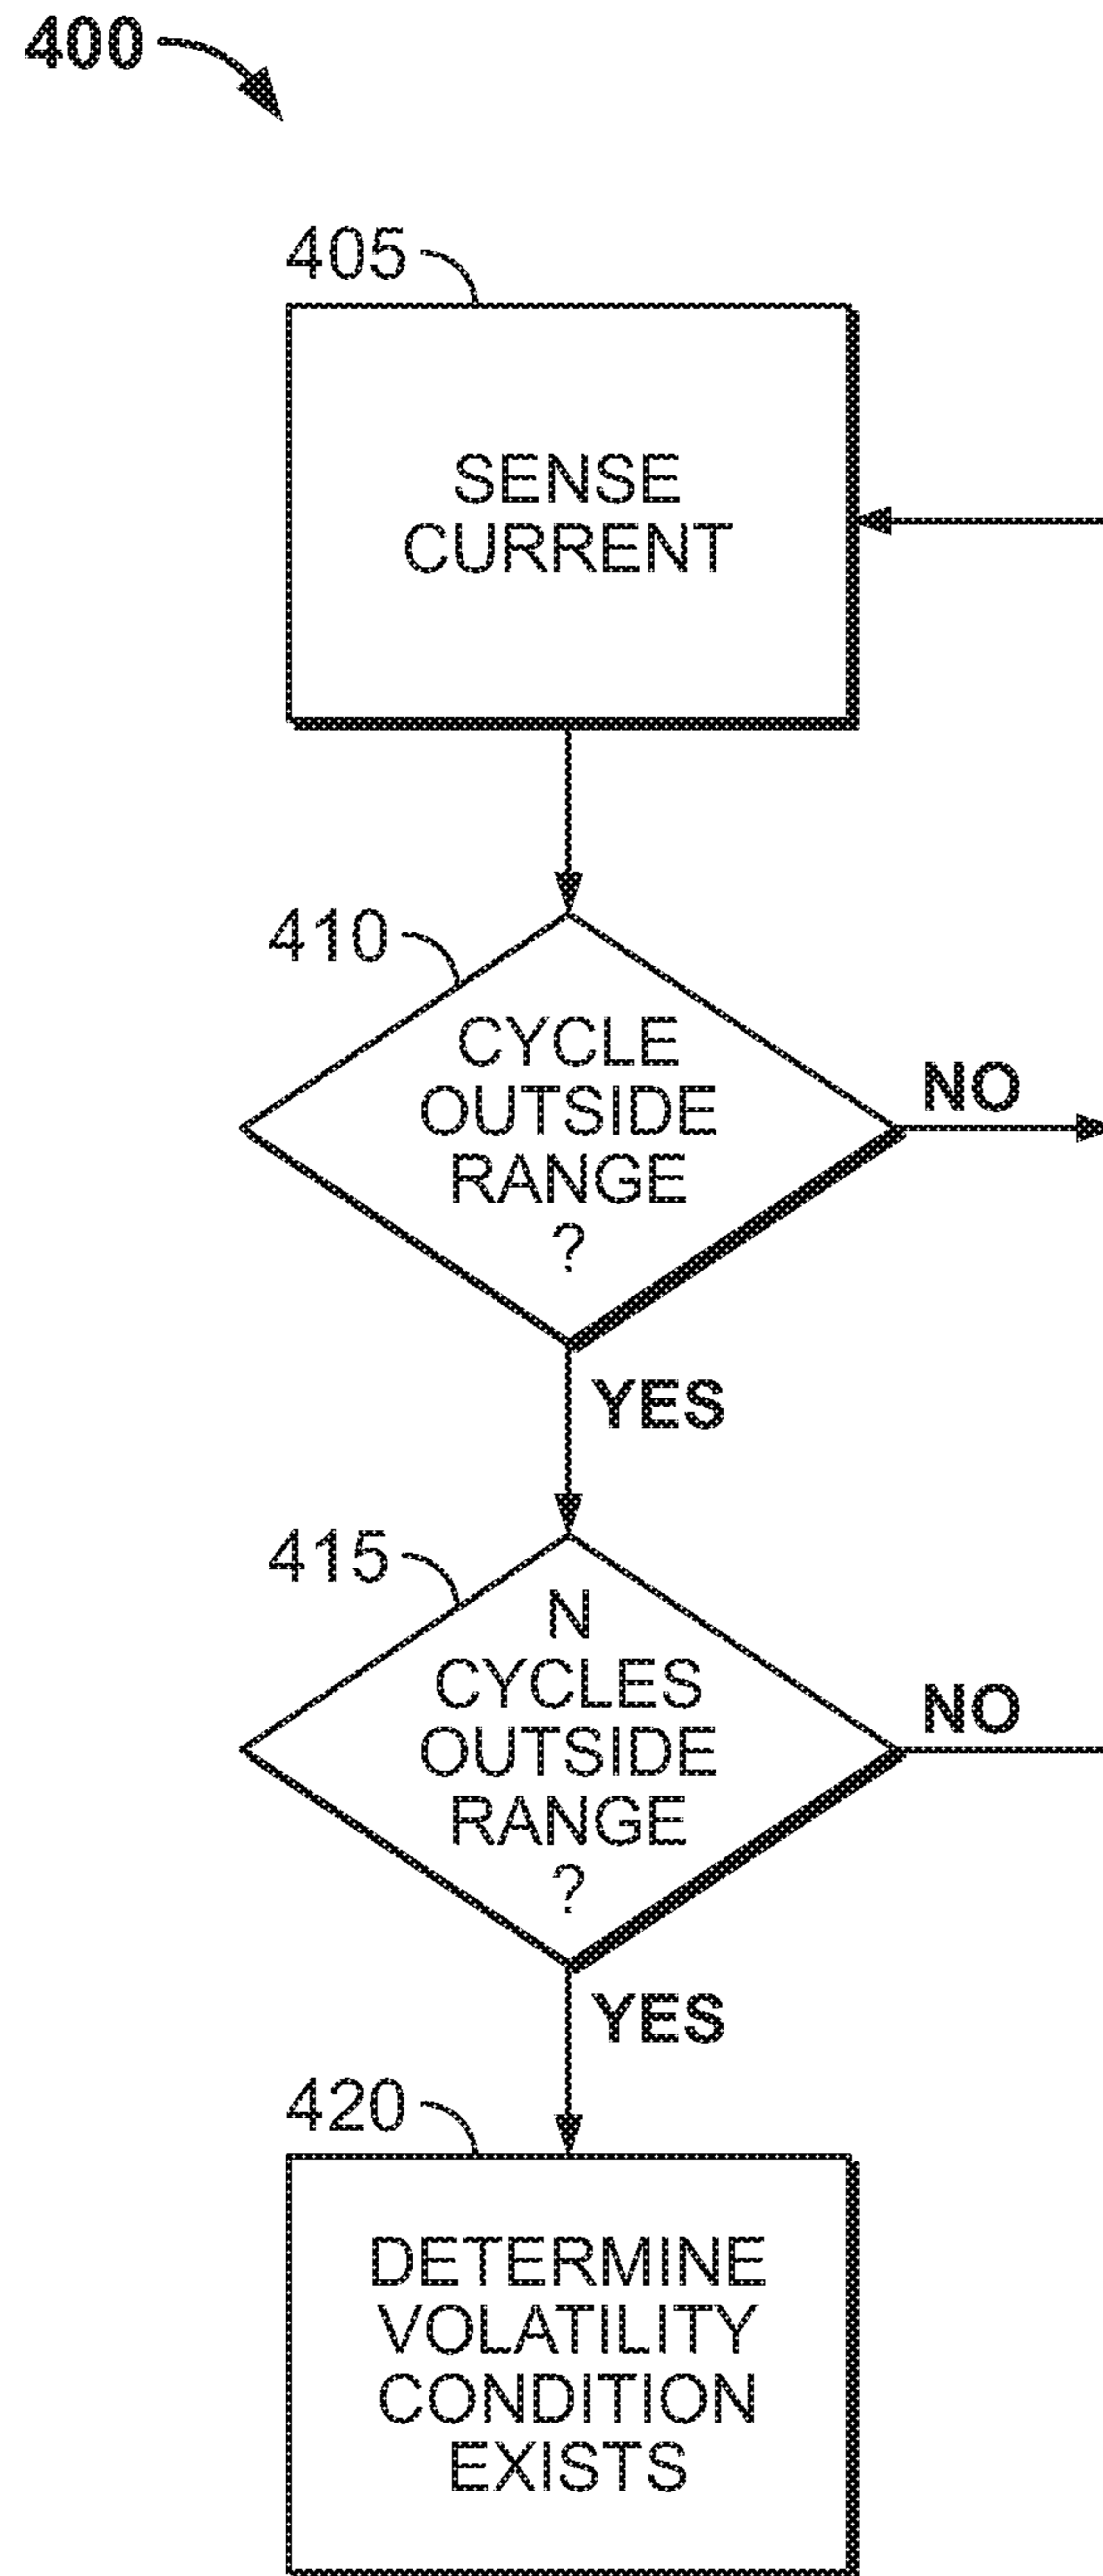 400
405
SENSE
CURRENT
410
CYCLE
OUTSIDE
RANGE
?
NO
YES
415
N
CYCLES
OUTSIDE
RANGE
?
NO
YES
420
DETERMINE
VOLATILITY
CONDITION
EXISTS